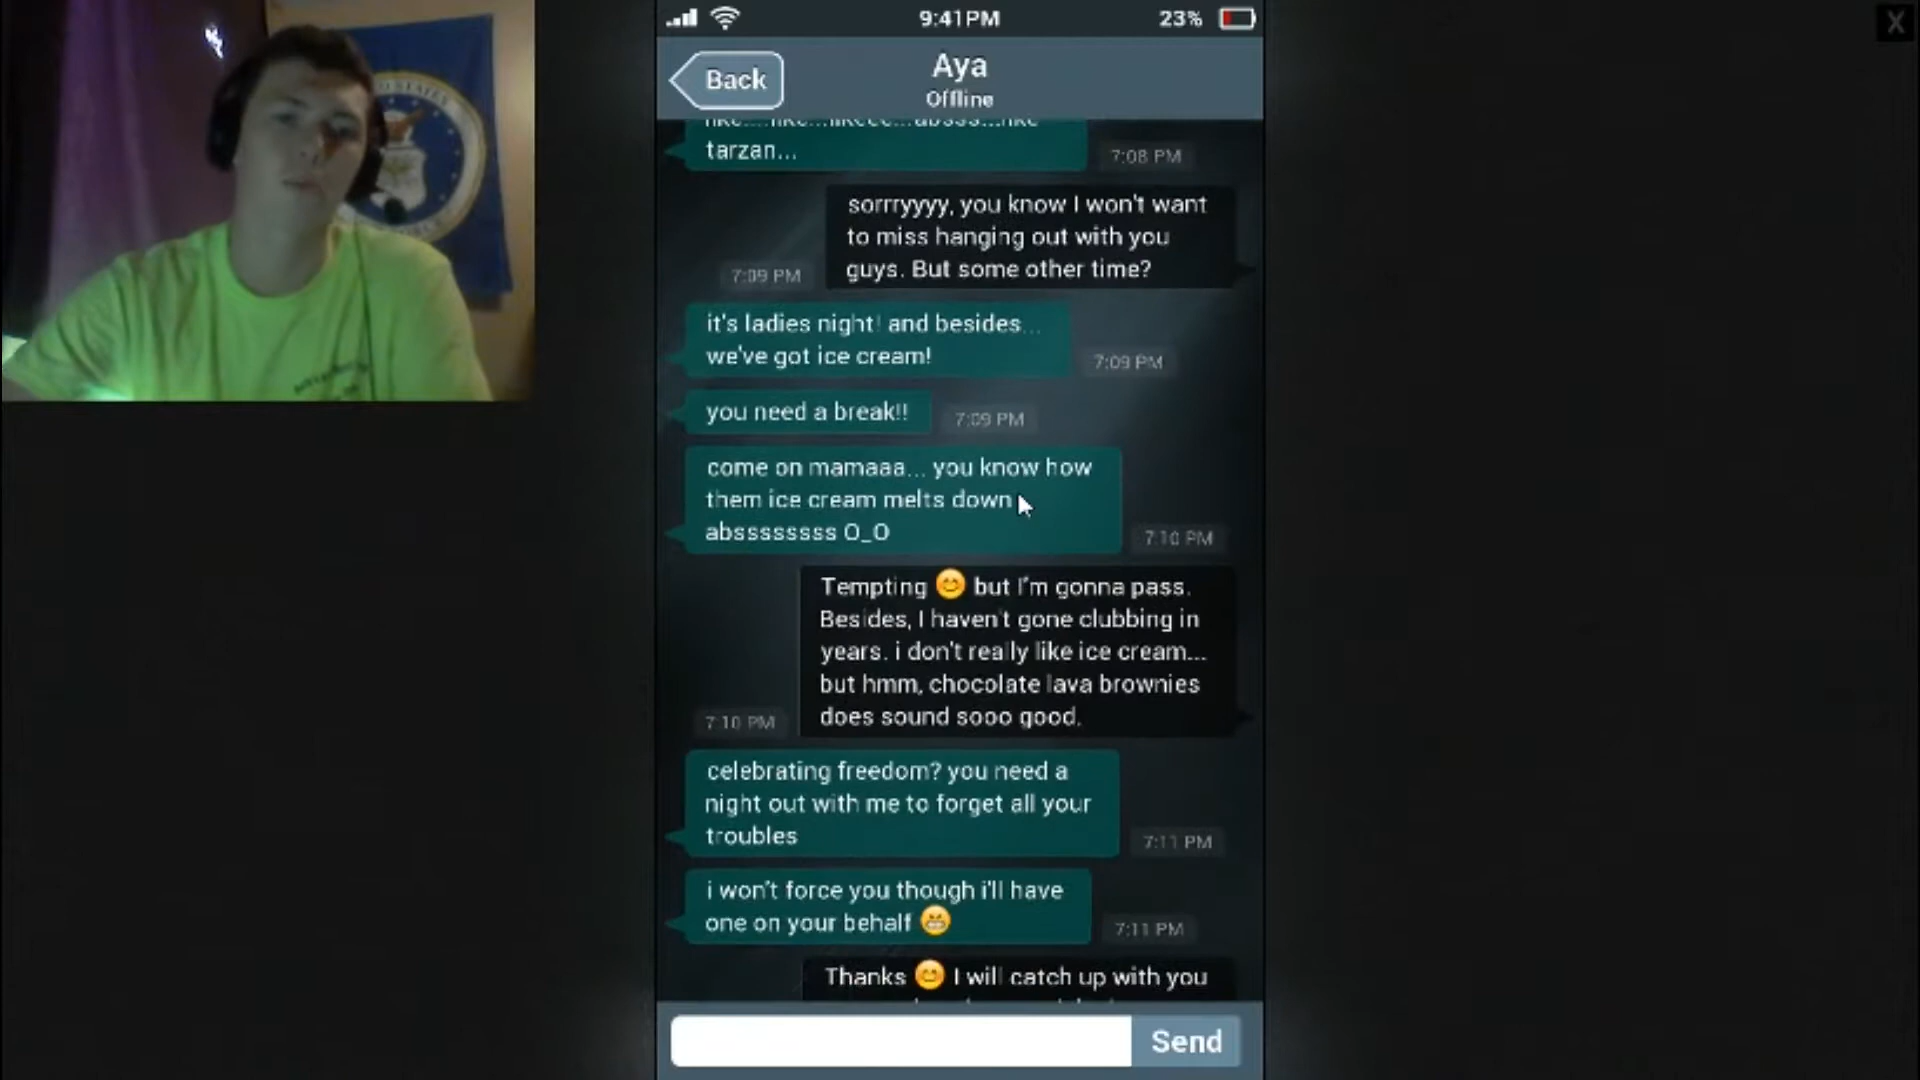 9:41PM
23%
X
Back
Aya
Offline
tarzan...
7:08 PM
sorrryyyy, you know I won't want
to miss hanging out with you
guys. But some other time?
7:09 PM
it's ladies night! and besides...
we've got ice cream!
7:09 PM
you need a break!!
7:09 PM
come on mamaaa... you know how
them ice cream melts down
abssssssss O_O
7:10 PM
Tempting 😊 but I'm gonna pass.
Besides, I haven't gone clubbing in
years. i don't really like ice cream...
but hmm, chocolate lava brownies
does sound sooo good.
7:10 PM
celebrating freedom? you need a
night out with me to forget all your
troubles
7:11 PM
i won't force you though i'll have
one on your behalf 😁
7:11 PM
Thanks 😊 I will catch up with you
Send